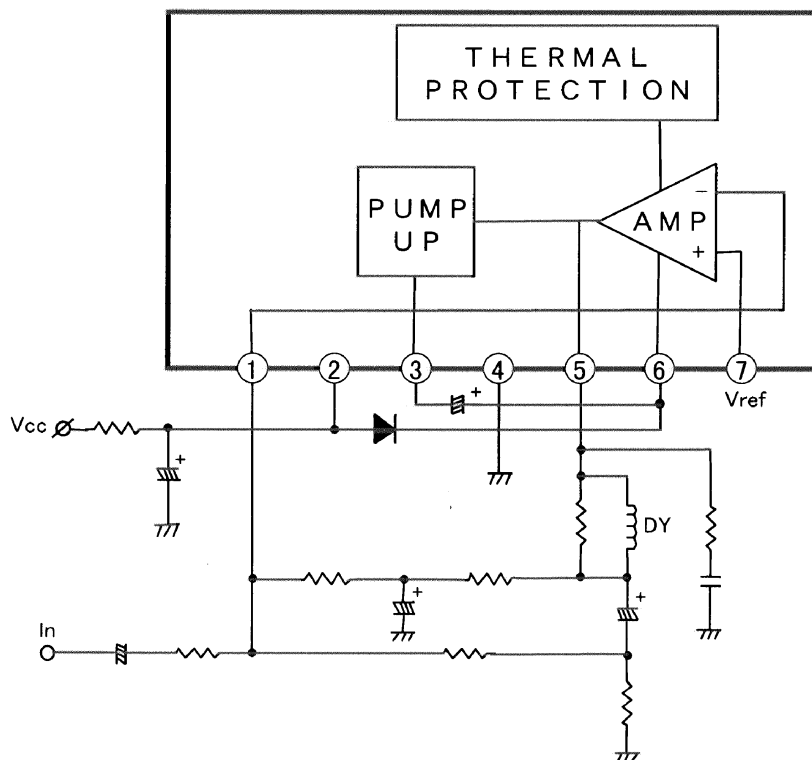 THERMAL
PROTECTION
PUMP
UP
AMP
−
+
1 2 3 4 5 6 7
Vref
+
Vcc
+
DY
+
+
In